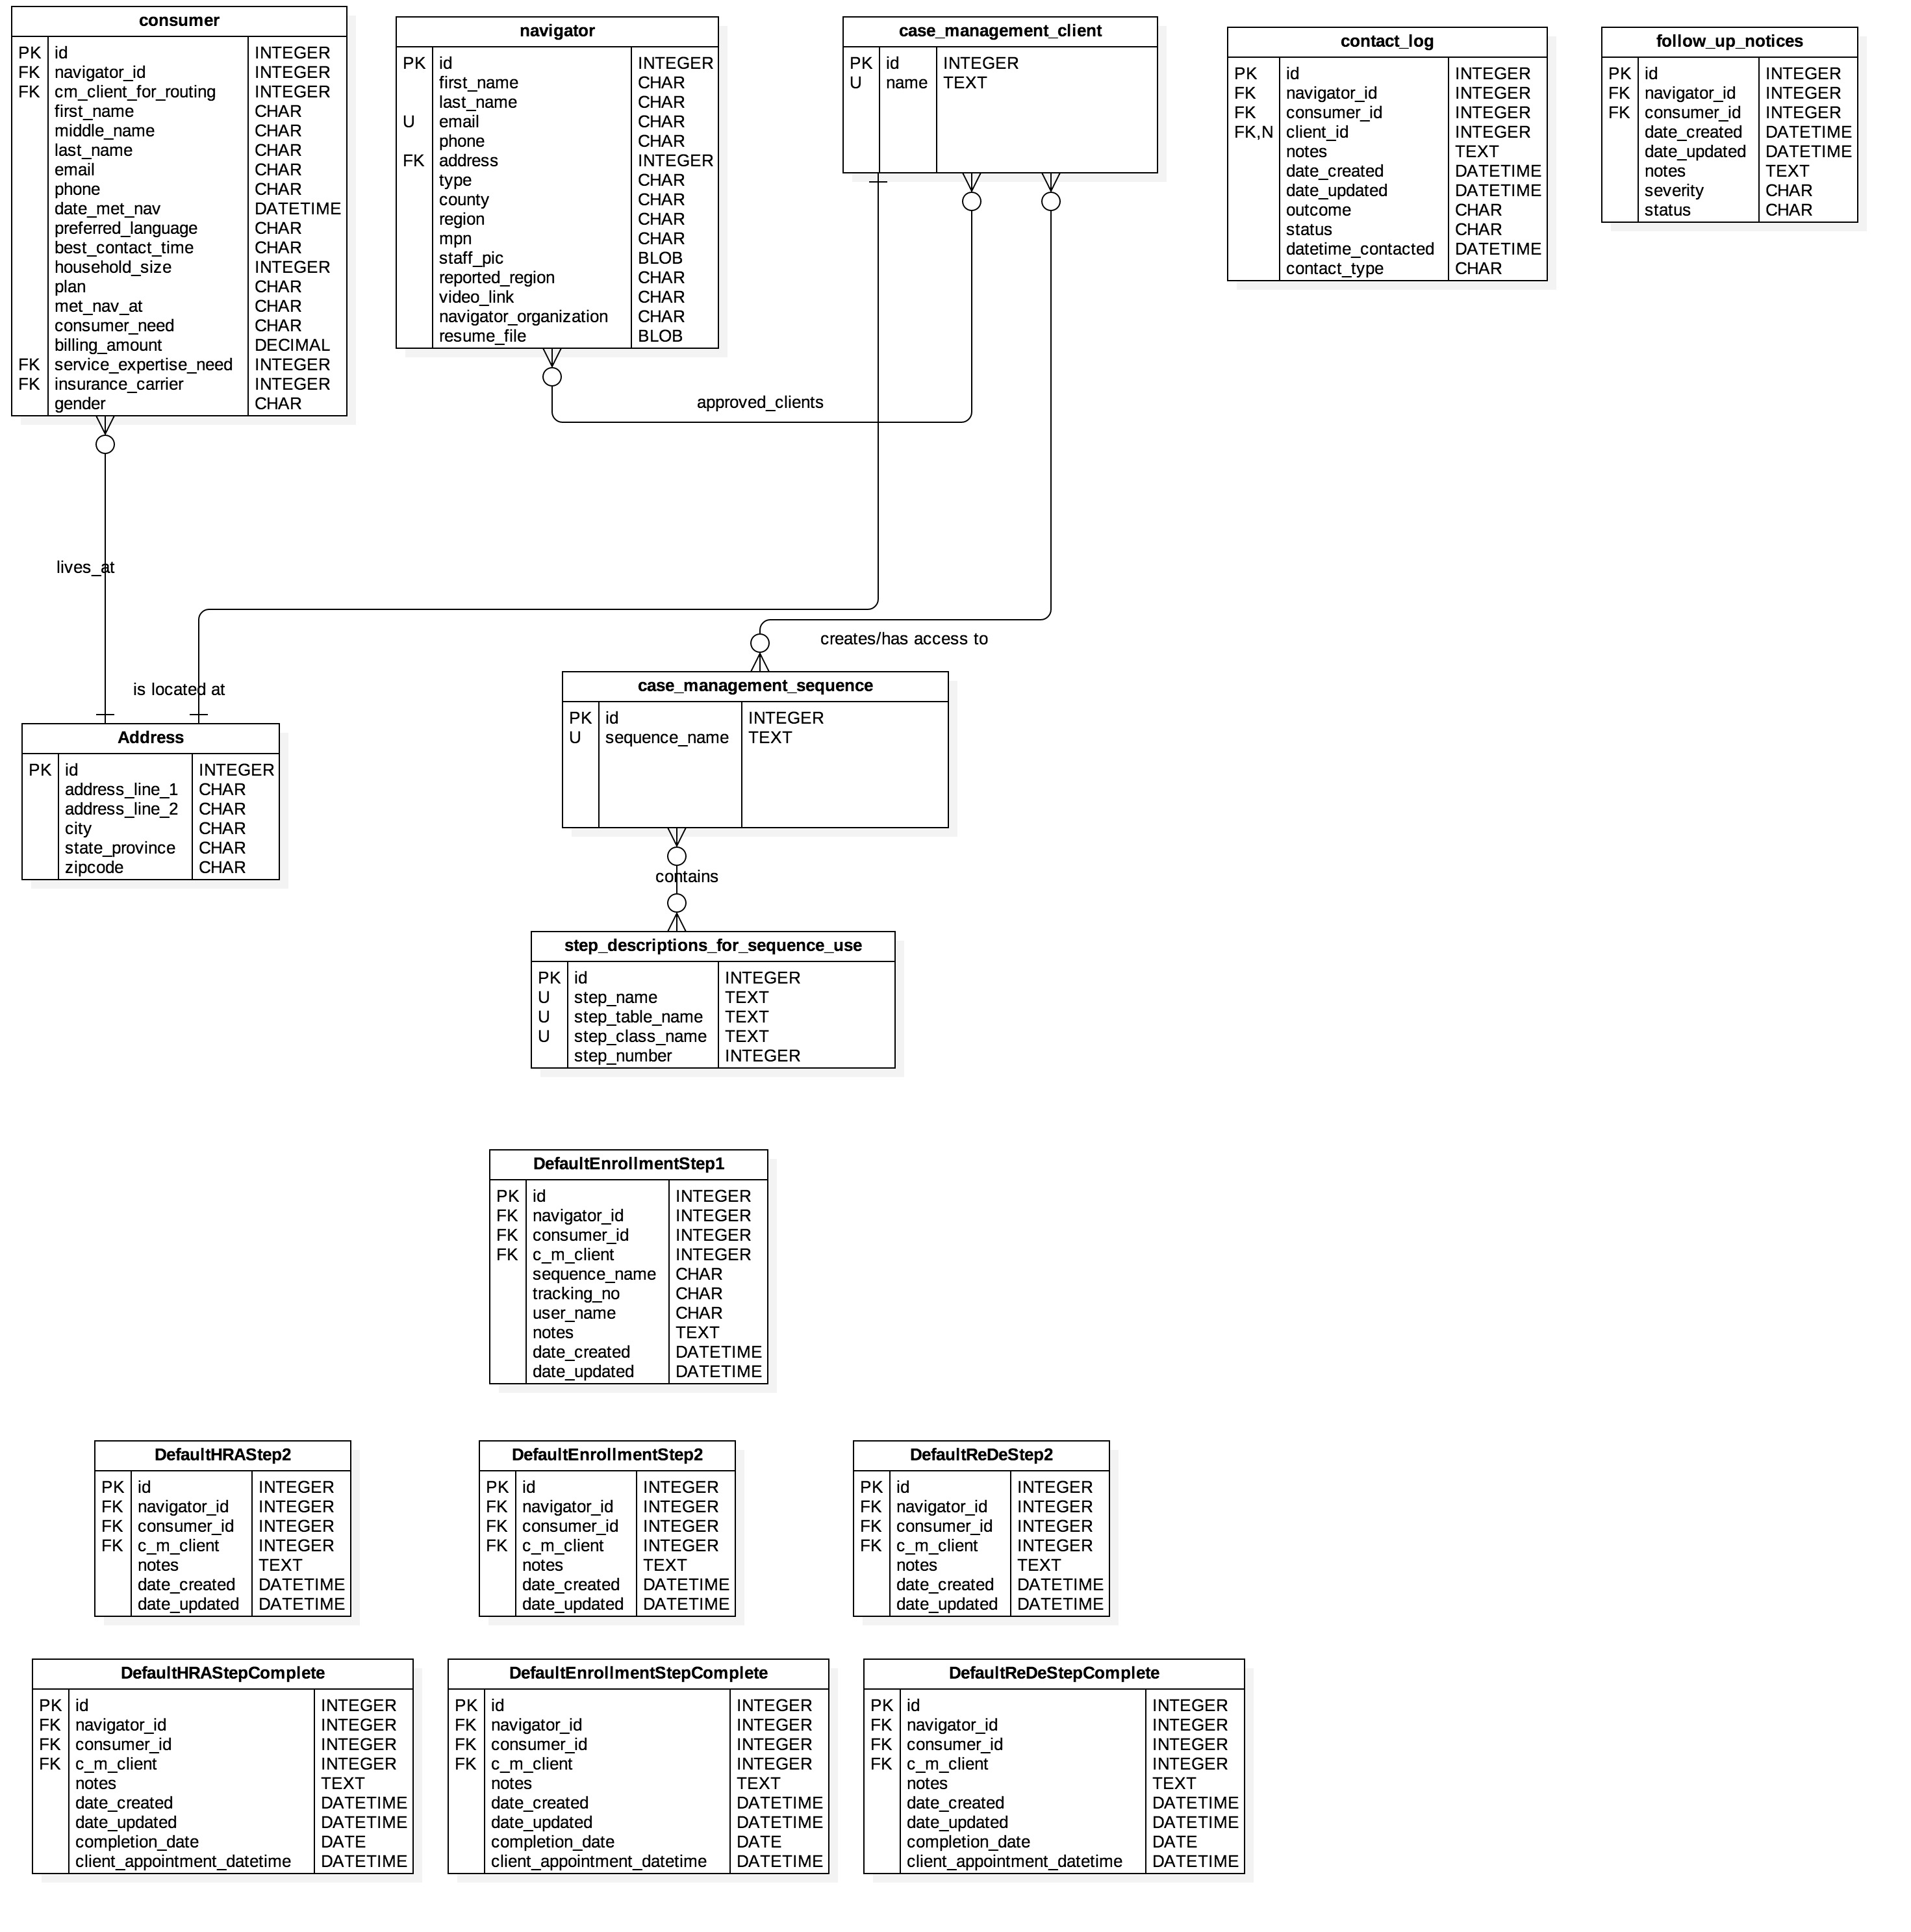 consumer
PK id INTEGER
FK navigator_id INTEGER
FK cm_client_for_routing INTEGER
first_name CHAR
middle_name CHAR
last_name CHAR
email CHAR
phone CHAR
date_met_nav DATETIME
preferred_language CHAR
best_contact_time CHAR
household_size INTEGER
plan CHAR
met_nav_at CHAR
consumer_need CHAR
billing_amount DECIMAL
FK service_expertise_need INTEGER
FK insurance_carrier INTEGER
gender CHAR
navigator
PK id INTEGER
first_name CHAR
last_name CHAR
U email CHAR
phone CHAR
FK address INTEGER
type CHAR
county CHAR
region CHAR
mpn CHAR
staff_pic BLOB
reported_region CHAR
video_link CHAR
navigator_organization CHAR
resume_file BLOB
case_management_client
PK id INTEGER
U name TEXT
contact_log
PK id INTEGER
FK navigator_id INTEGER
FK consumer_id INTEGER
FK,N client_id INTEGER
notes TEXT
date_created DATETIME
date_updated DATETIME
outcome CHAR
status CHAR
datetime_contacted DATETIME
contact_type CHAR
follow_up_notices
PK id INTEGER
FK navigator_id INTEGER
FK consumer_id INTEGER
date_created DATETIME
date_updated DATETIME
notes TEXT
severity CHAR
status CHAR
approved_clients
lives_at
creates/has access to
is located at
Address
PK id INTEGER
address_line_1 CHAR
address_line_2 CHAR
city CHAR
state_province CHAR
zipcode CHAR
case_management_sequence
PK id INTEGER
U sequence_name TEXT
contains
step_descriptions_for_sequence_use
PK id INTEGER
U step_name TEXT
U step_table_name TEXT
U step_class_name TEXT
step_number INTEGER
DefaultEnrollmentStep1
PK id INTEGER
FK navigator_id INTEGER
FK consumer_id INTEGER
FK c_m_client INTEGER
sequence_name CHAR
tracking_no CHAR
user_name CHAR
notes TEXT
date_created DATETIME
date_updated DATETIME
DefaultHRAStep2
PK id INTEGER
FK navigator_id INTEGER
FK consumer_id INTEGER
FK c_m_client INTEGER
notes TEXT
date_created DATETIME
date_updated DATETIME
DefaultEnrollmentStep2
PK id INTEGER
FK navigator_id INTEGER
FK consumer_id INTEGER
FK c_m_client INTEGER
notes TEXT
date_created DATETIME
date_updated DATETIME
DefaultReDeStep2
PK id INTEGER
FK navigator_id INTEGER
FK consumer_id INTEGER
FK c_m_client INTEGER
notes TEXT
date_created DATETIME
date_updated DATETIME
DefaultHRAStepComplete
PK id INTEGER
FK navigator_id INTEGER
FK consumer_id INTEGER
FK c_m_client INTEGER
notes TEXT
date_created DATETIME
date_updated DATETIME
completion_date DATE
client_appointment_datetime DATETIME
DefaultEnrollmentStepComplete
PK id INTEGER
FK navigator_id INTEGER
FK consumer_id INTEGER
FK c_m_client INTEGER
notes TEXT
date_created DATETIME
date_updated DATETIME
completion_date DATE
client_appointment_datetime DATETIME
DefaultReDeStepComplete
PK id INTEGER
FK navigator_id INTEGER
FK consumer_id INTEGER
FK c_m_client INTEGER
notes TEXT
date_created DATETIME
date_updated DATETIME
completion_date DATE
client_appointment_datetime DATETIME